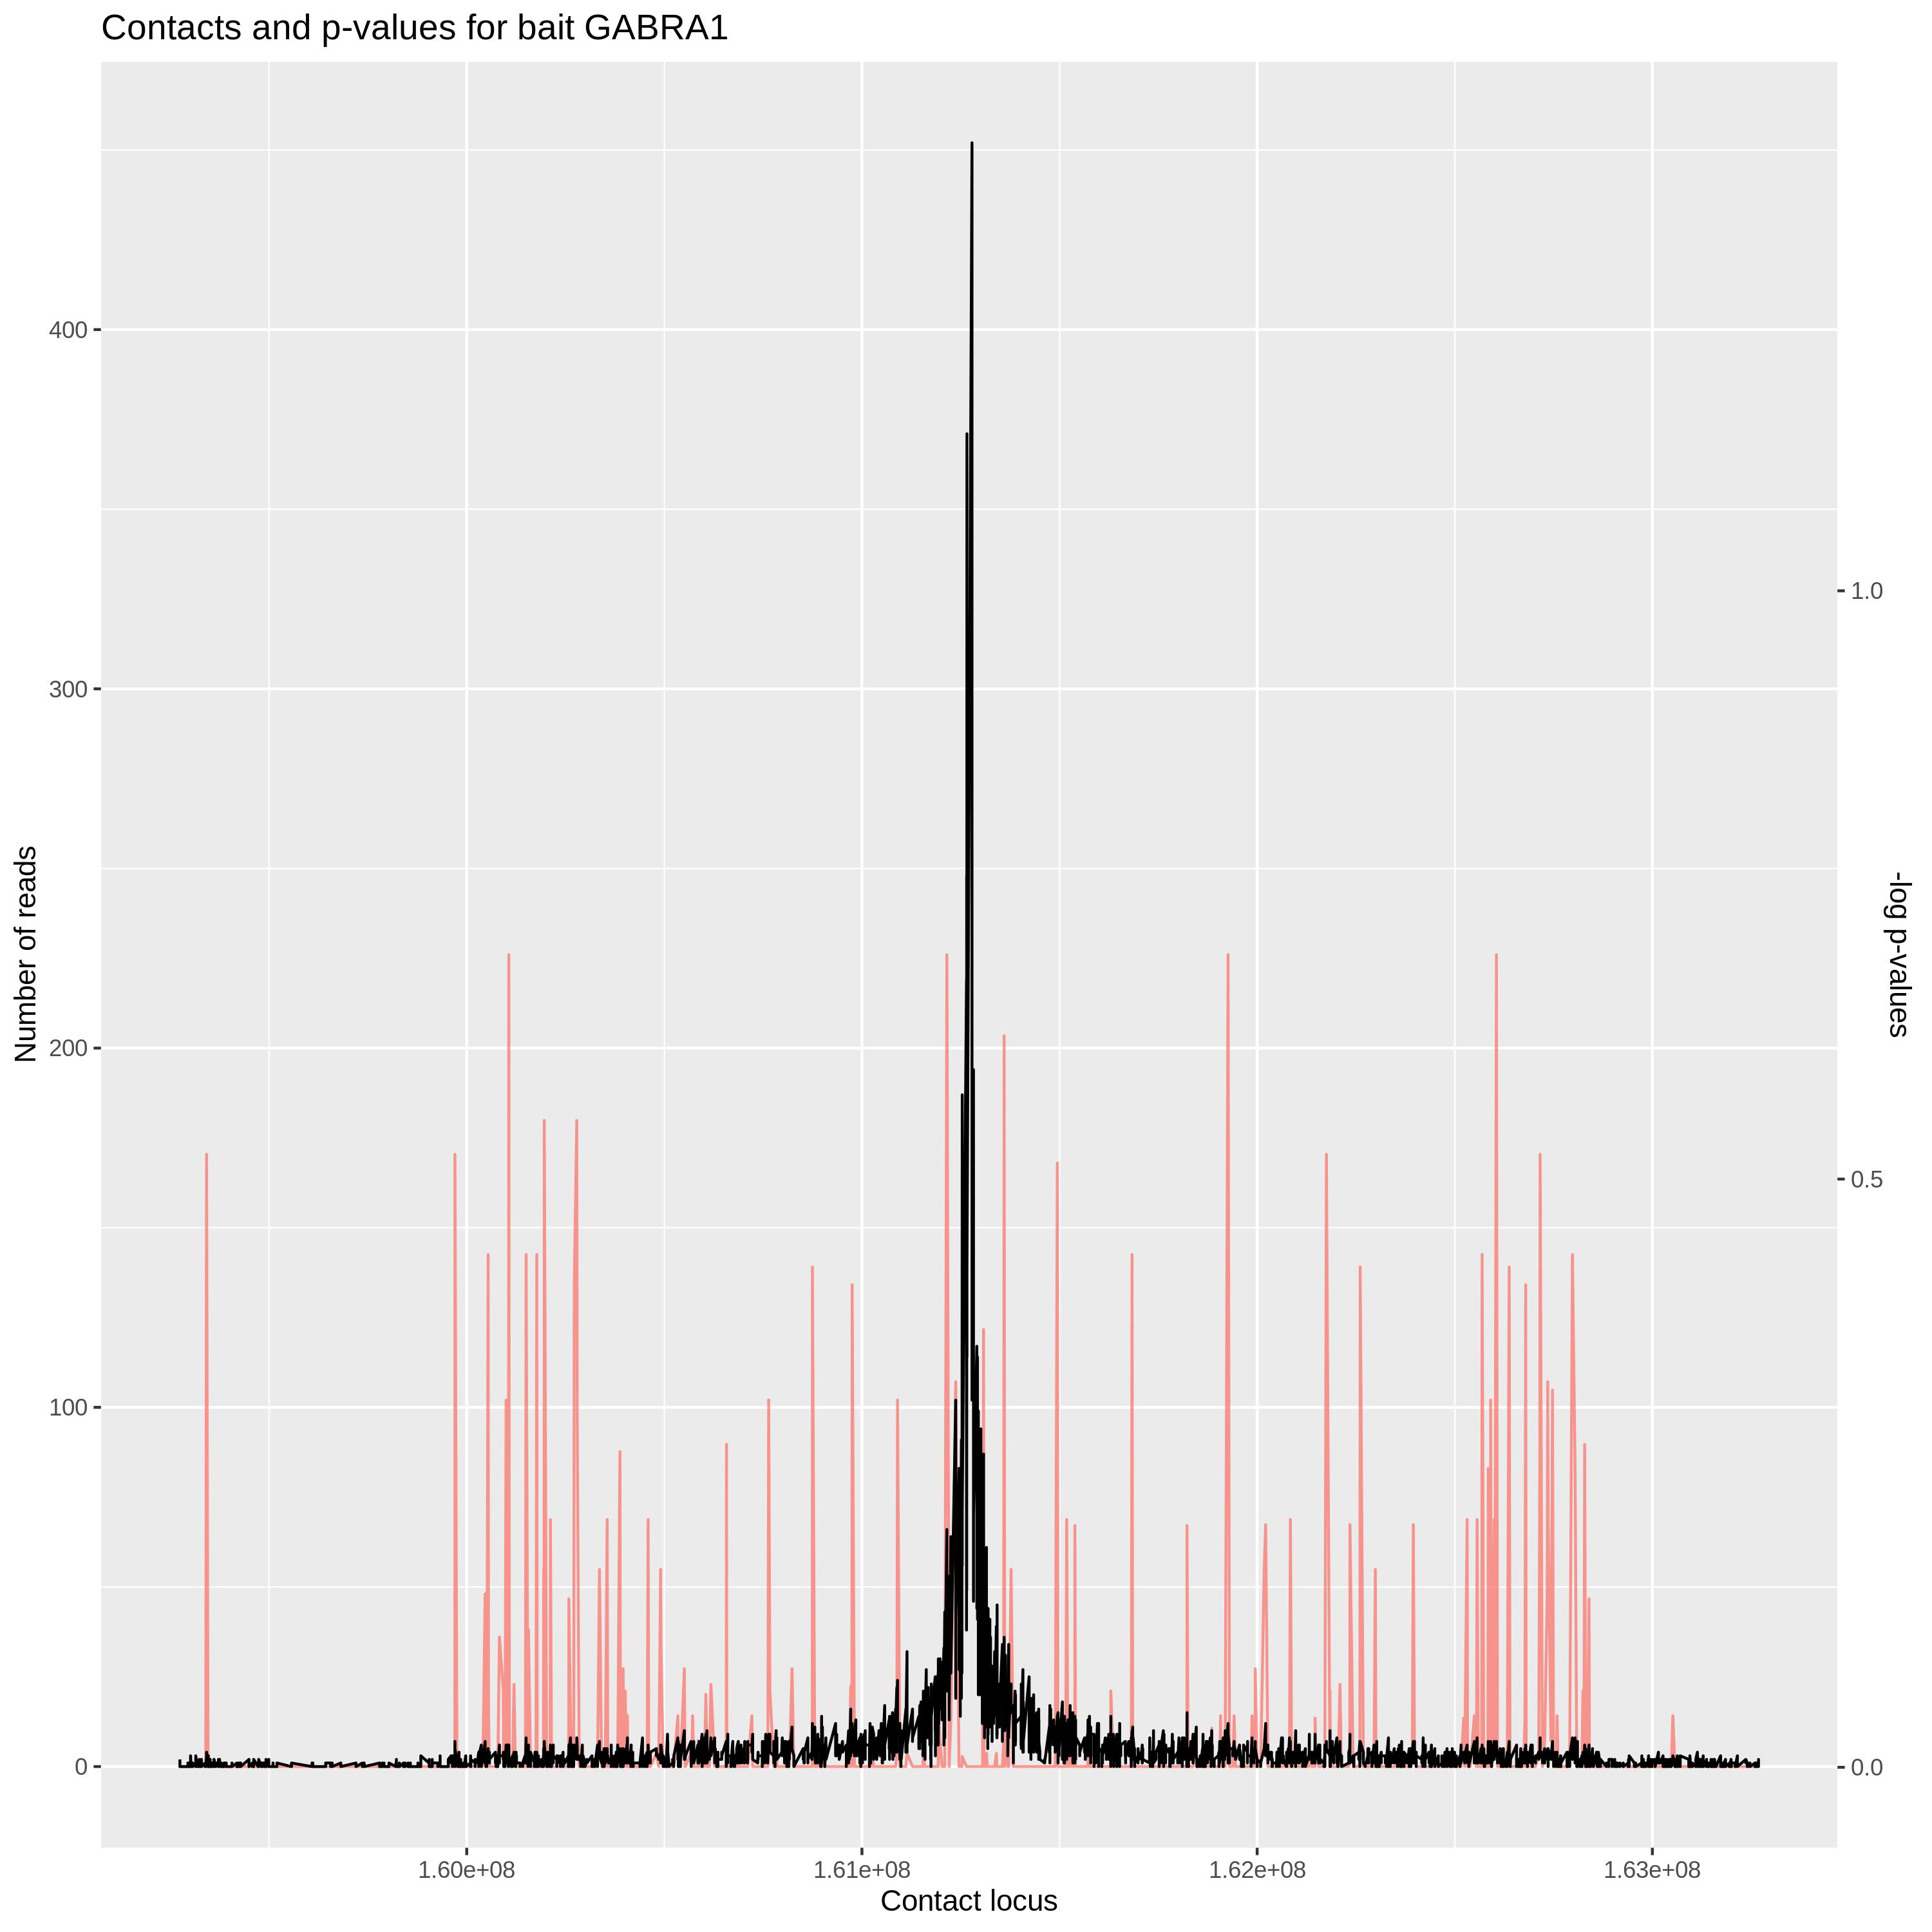 Contacts and p-values for bait GABRA1
Number of reads
400
300
200
100
0
1.0
0.5
0.0
-log p-values
1.60e+08
1.61e+08
1.62e+08
1.63e+08
Contact locus